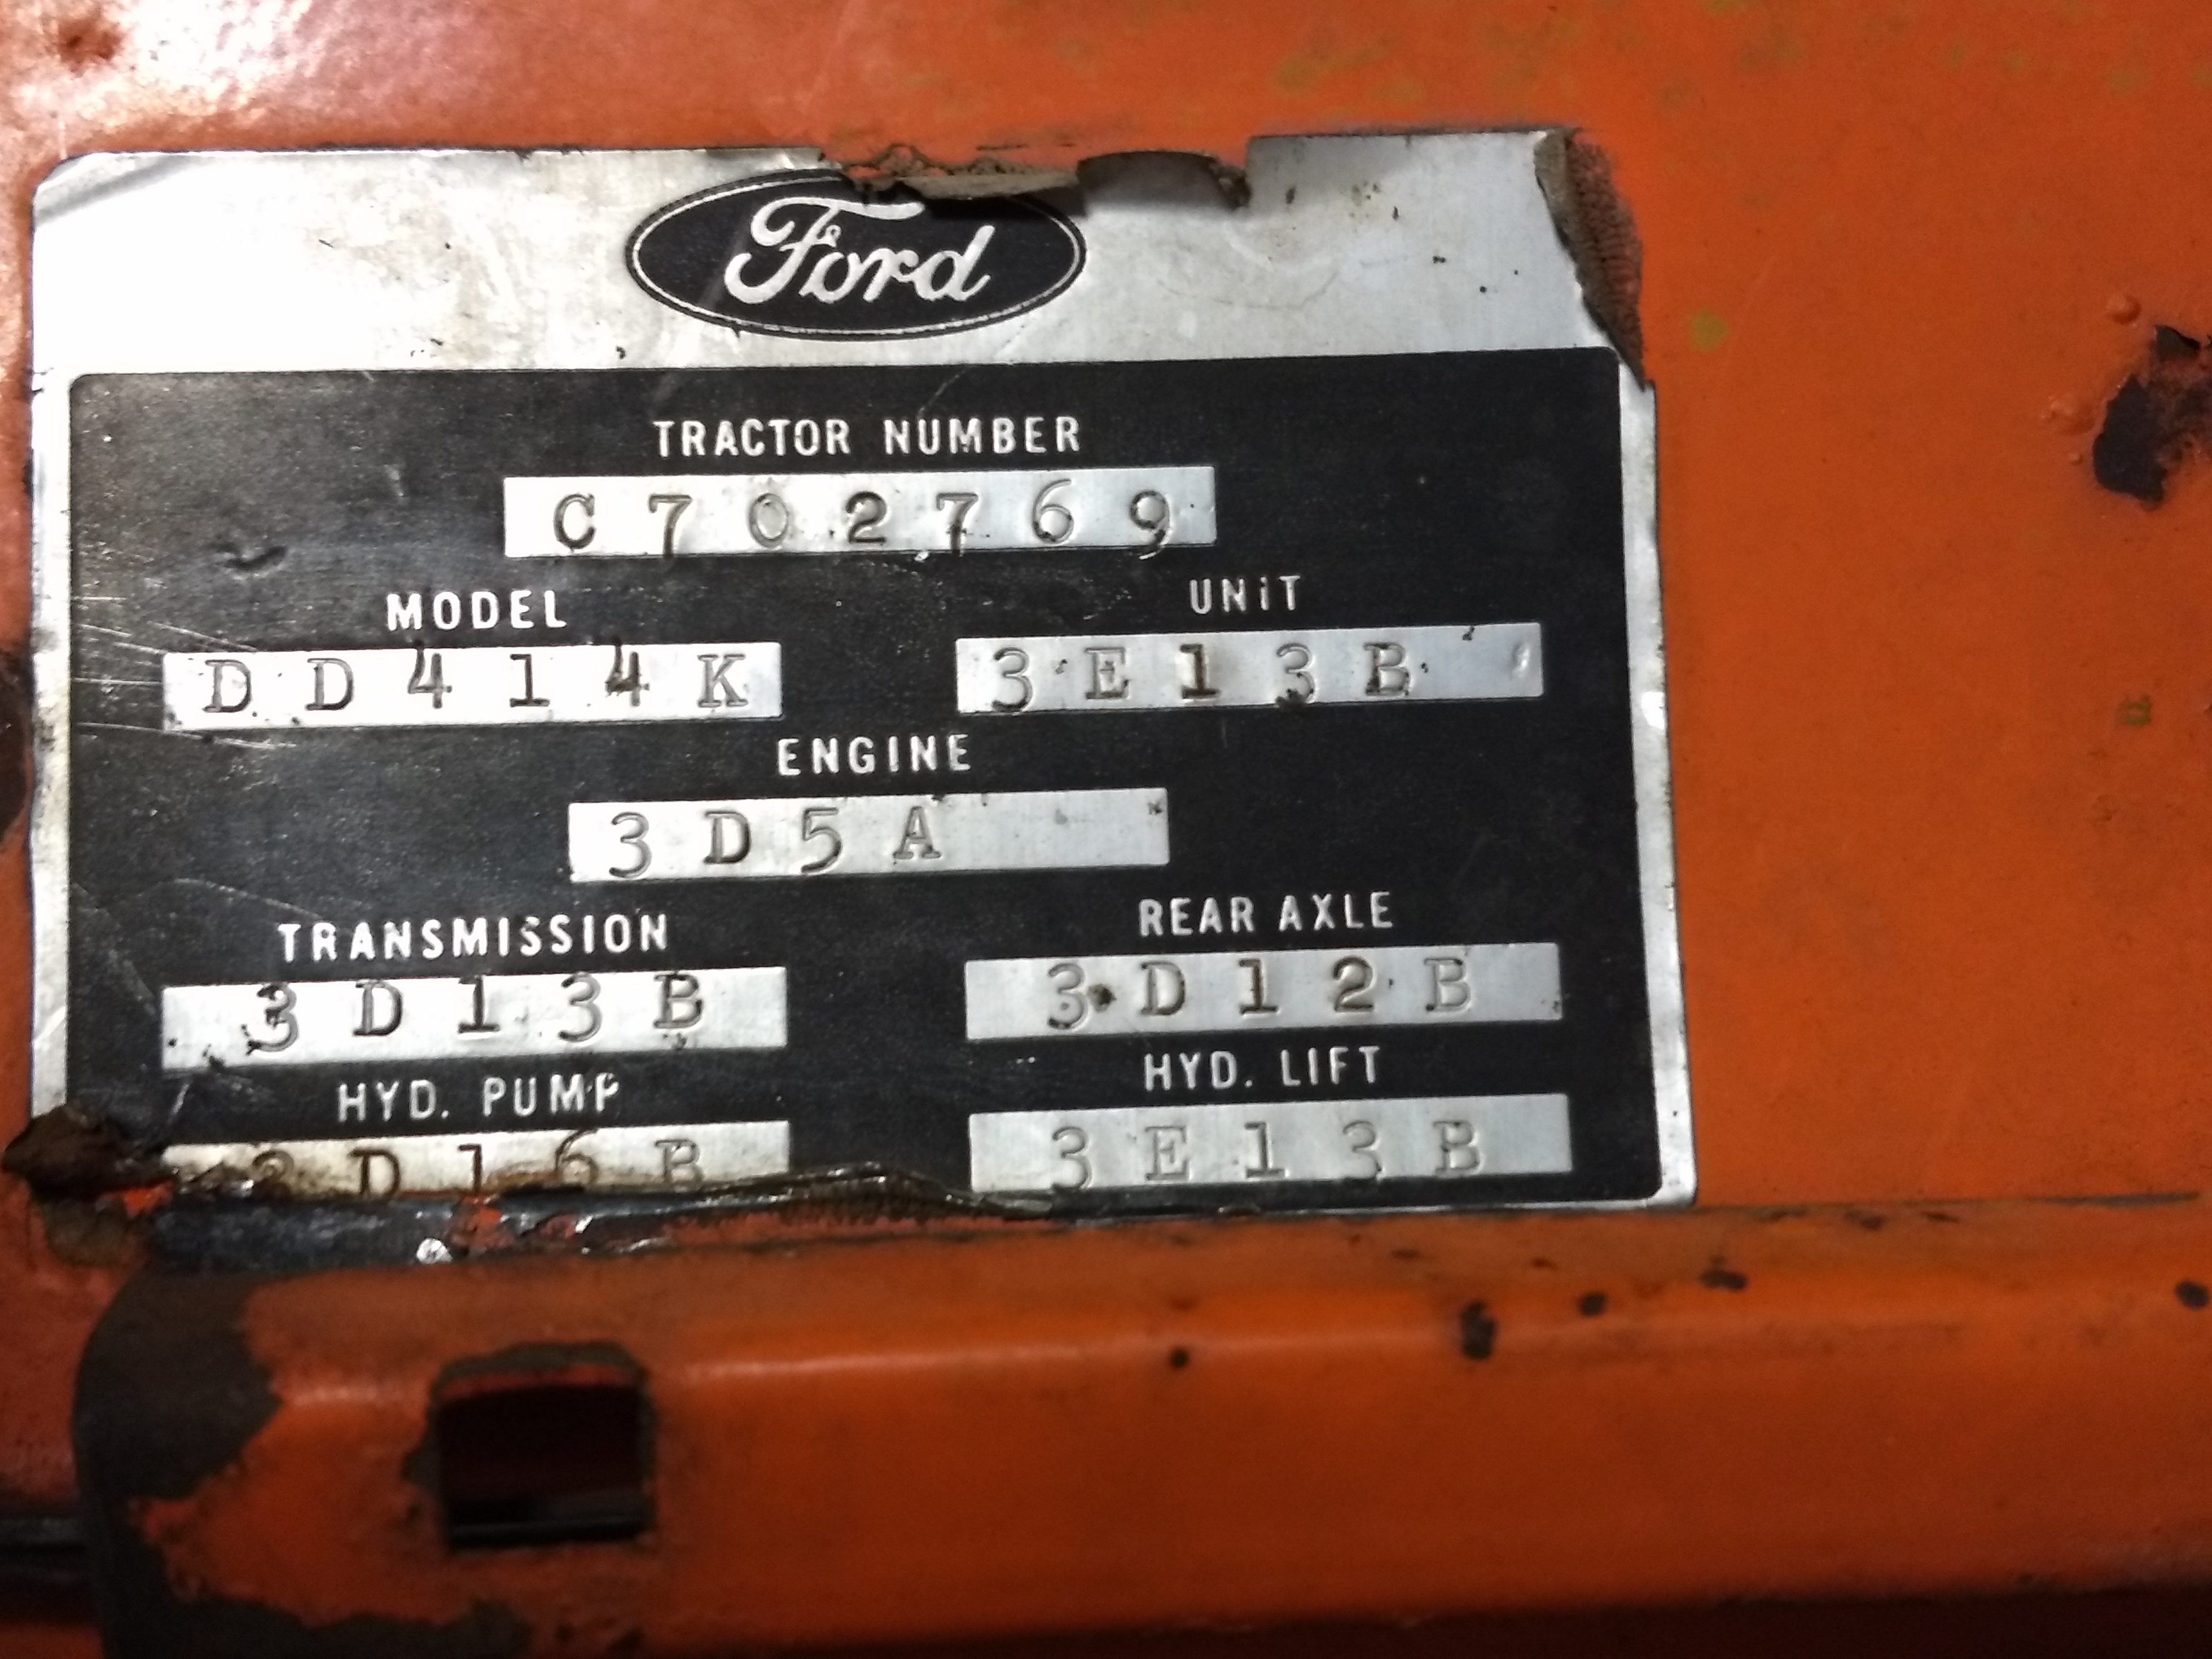 Ford
TRACTOR NUMBER
C702769
MODEL UNIT
DD414K 3E13B
ENGINE
3D5A
TRANSMISSION REAR AXLE
3D13B 3D12B
HYD. PUMP HYD. LIFT
3D16B 3E13B